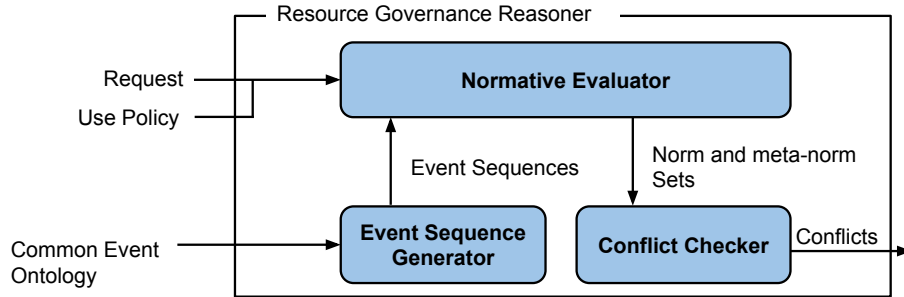 Resource Governance Reasoner
Request
Use Policy
Normative Evaluator
Event Sequences
Norm and meta-norm
Sets
Common Event
Ontology
Event Sequence
Generator
Conflict Checker
Conflicts